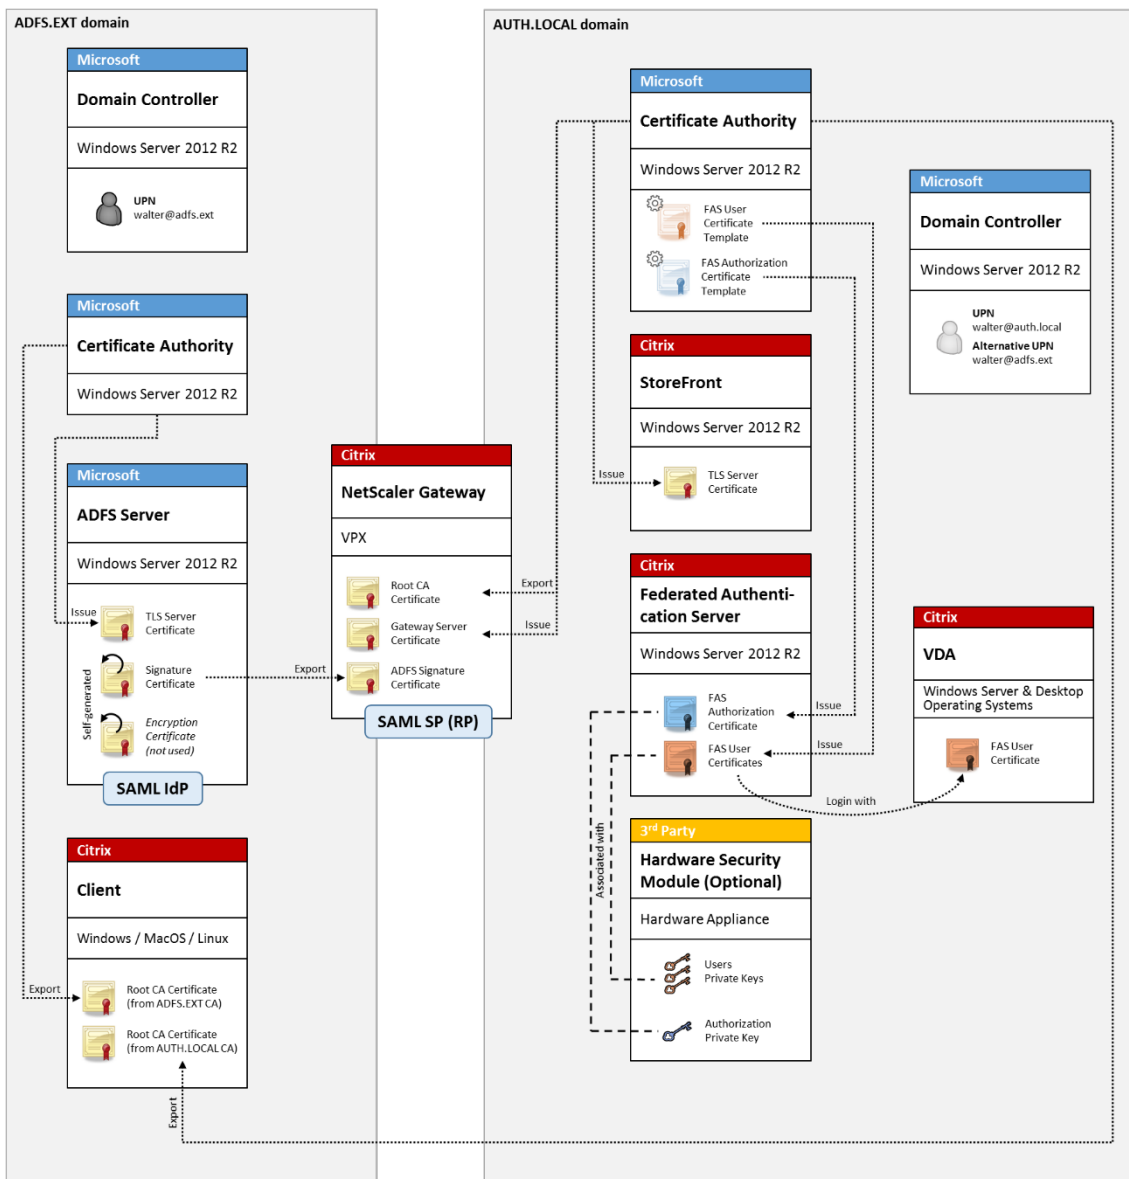 ADFS.EXT domain
Microsoft
Domain Controller
Windows Server 2012 R2
UPN
walter@adfs.ext
Microsoft
Certificate Authority
Windows Server 2012 R2
Microsoft
ADFS Server
Windows Server 2012 R2
Issue
TLS Server
Certificate
Self-generated
Signature
Certificate
Encryption
Certificate
(not used)
SAML IdP
Citrix
Client
Windows / MacOS / Linux
Export
Root CA Certificate
(from ADFS.EXT CA)
Root CA Certificate
(from AUTH.LOCAL CA)
Export
Citrix
NetScaler Gateway
VPX
Root CA
Certificate
Export
Gateway Server
Certificate
Issue
Export
ADFS Signature
Certificate
SAML SP (RP)
AUTH.LOCAL domain
Microsoft
Certificate Authority
Windows Server 2012 R2
FAS User
Certificate
Template
FAS Authorization
Certificate
Template
Citrix
StoreFront
Windows Server 2012 R2
Issue
TLS Server
Certificate
Citrix
Federated Authenti-
cation Server
Windows Server 2012 R2
FAS
Authorization
Certificate
Issue
FAS User
Certificates
Issue
Login with
Associated with
3rd Party
Hardware Security
Module (Optional)
Hardware Appliance
Users
Private Keys
Authorization
Private Key
Microsoft
Domain Controller
Windows Server 2012 R2
UPN
walter@auth.local
Alternative UPN
walter@adfs.ext
Citrix
VDA
Windows Server & Desktop
Operating Systems
FAS User
Certificate